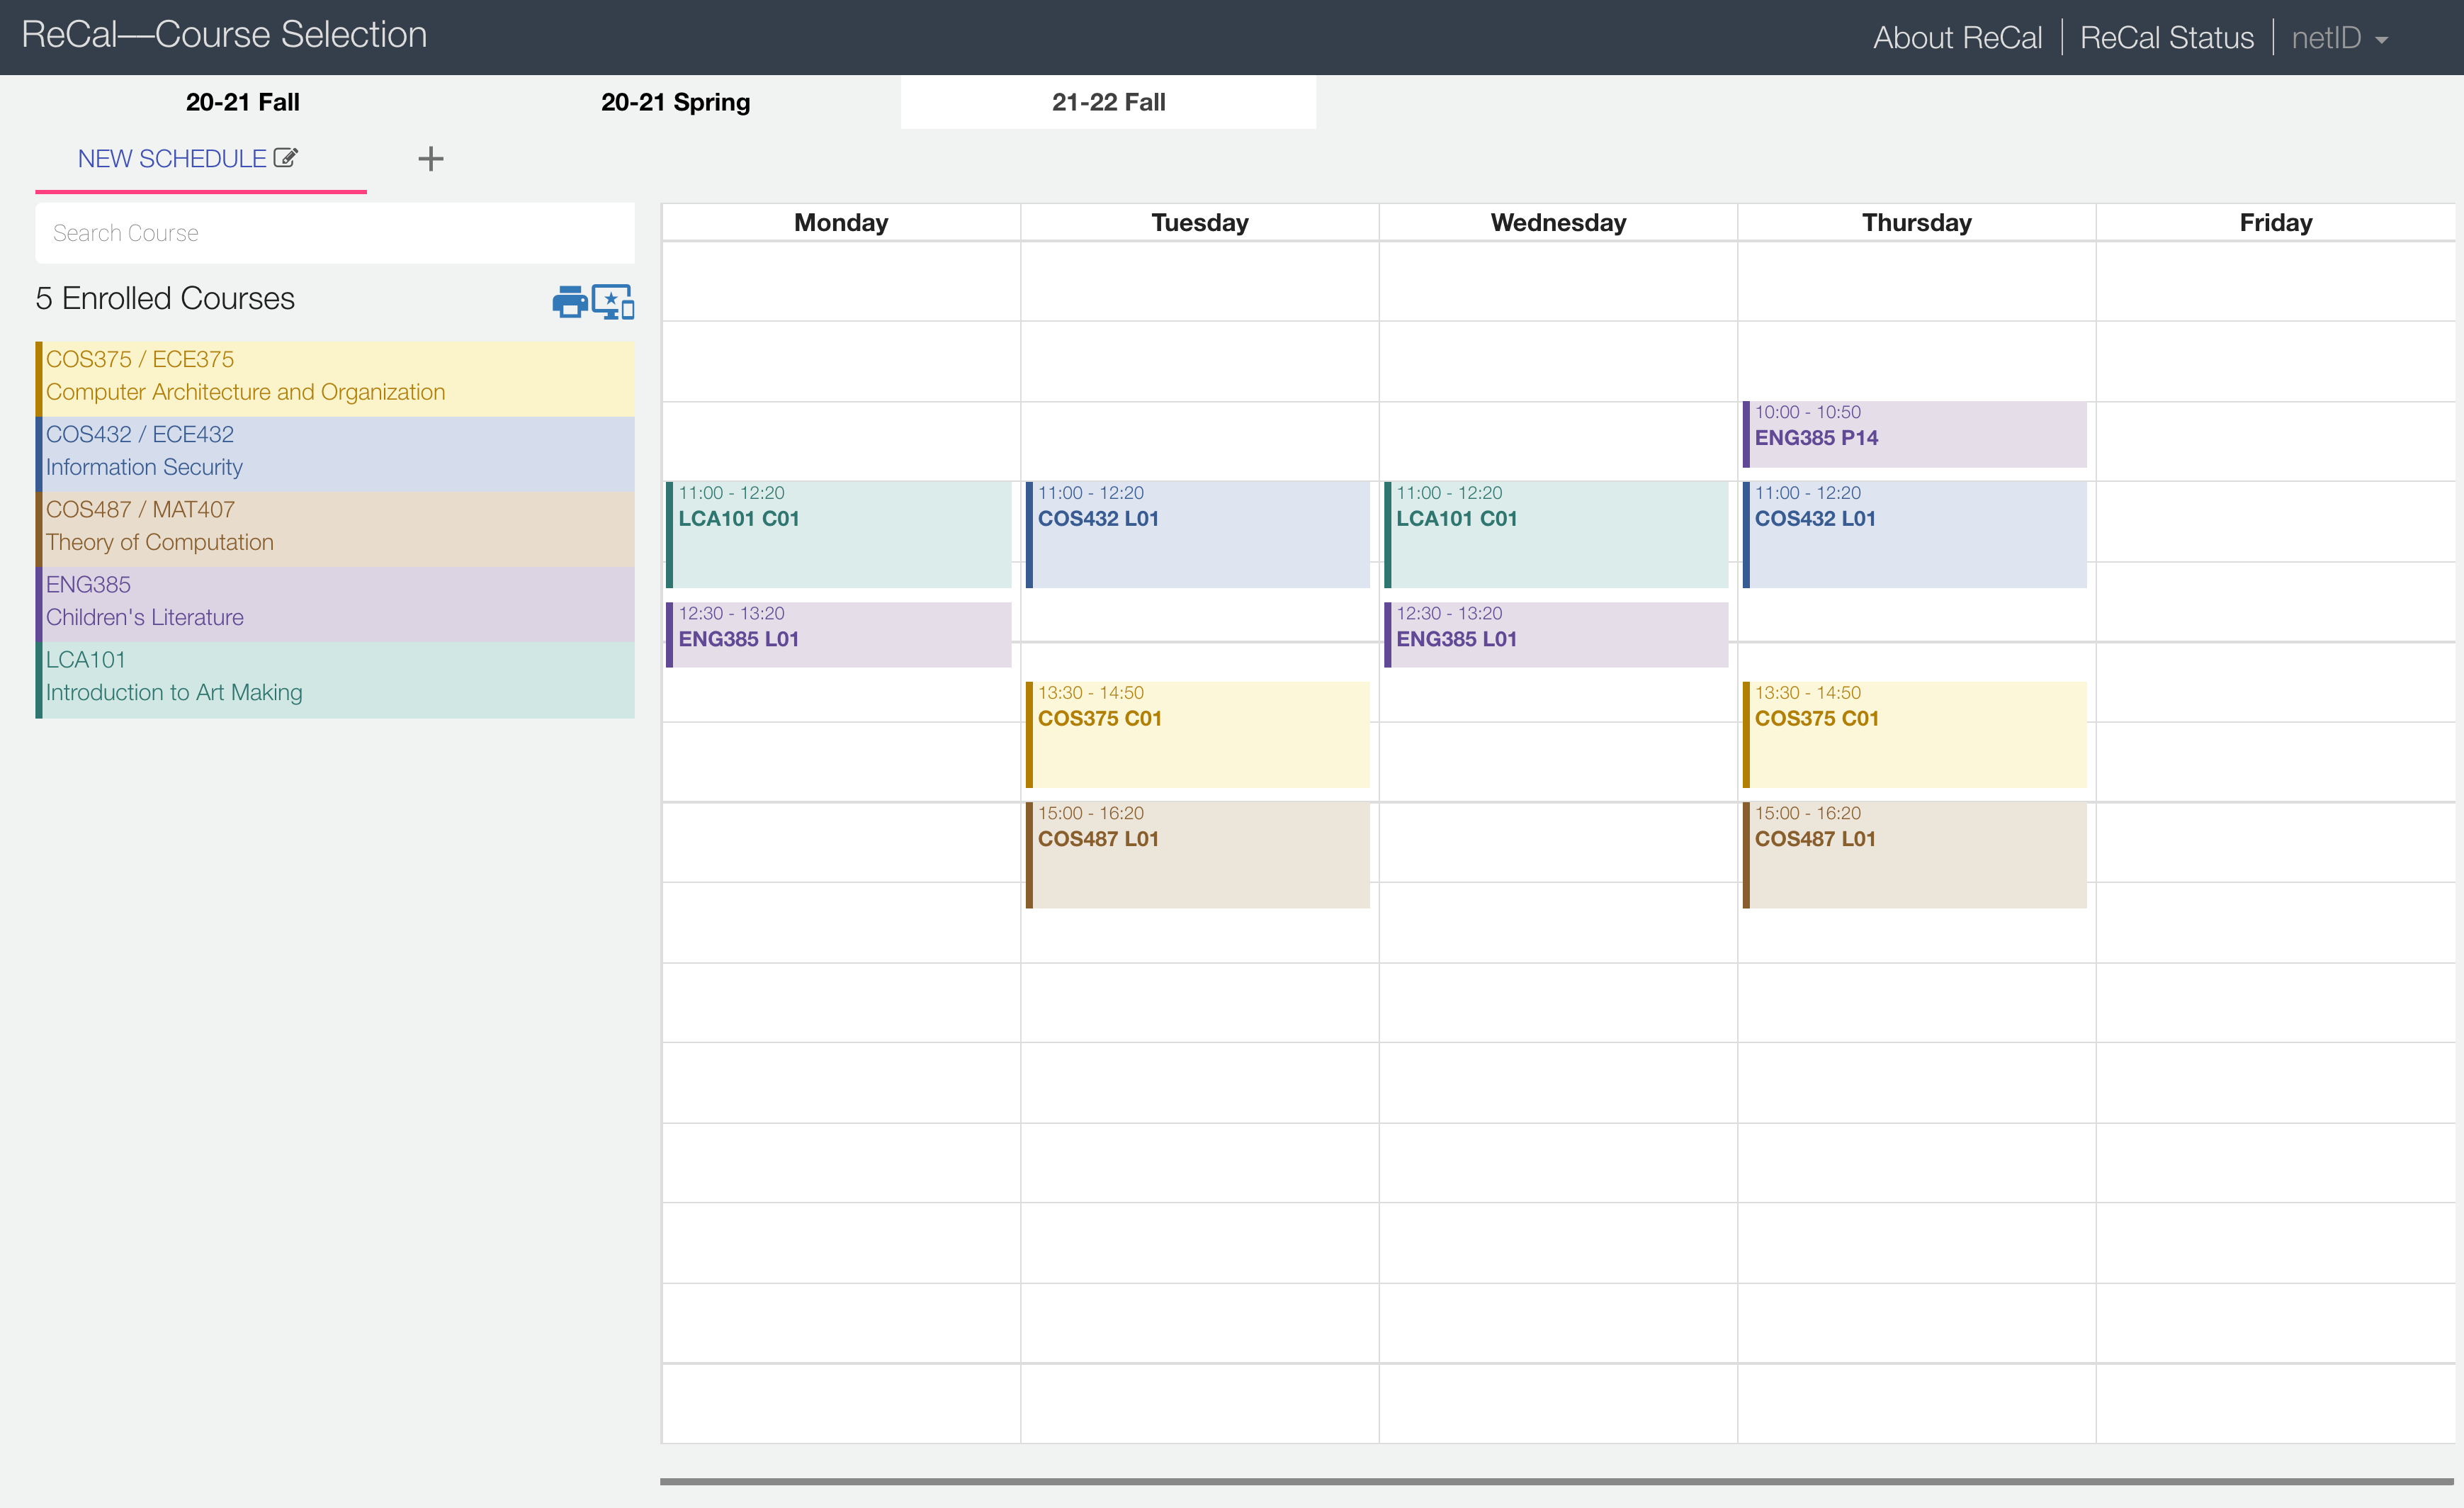 ReCal—Course Selection
About ReCal
ReCal Status
netID
20-21 Fall
20-21 Spring
21-22 Fall
NEW SCHEDULE
+
Search Course
5 Enrolled Courses
COS375 / ECE375
Computer Architecture and Organization
COS432 / ECE432
Information Security
COS487 / MAT407
Theory of Computation
ENG385
Children's Literature
LCA101
Introduction to Art Making
Monday
Tuesday
Wednesday
Thursday
Friday
11:00 - 12:20
LCA101 C01
12:30 - 13:20
ENG385 L01
11:00 - 12:20
COS432 L01
13:30 - 14:50
COS375 C01
15:00 - 16:20
COS487 L01
11:00 - 12:20
LCA101 C01
12:30 - 13:20
ENG385 L01
10:00 - 10:50
ENG385 P14
11:00 - 12:20
COS432 L01
13:30 - 14:50
COS375 C01
15:00 - 16:20
COS487 L01